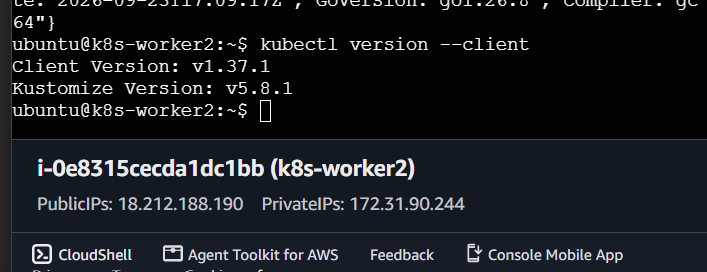 te: 2026-09-23T17:09:17Z , GoVersion: go1.26.8 , Compiler: gc
64"}
ubuntu@k8s-worker2:~$ kubectl version --client
Client Version: v1.37.1
Kustomize Version: v5.8.1
ubuntu@k8s-worker2:~$
i-0e8315cecda1dc1bb (k8s-worker2)
PublicIPs: 18.212.188.190 PrivateIPs: 172.31.90.244
CloudShell Agent Toolkit for AWS Feedback Console Mobile App